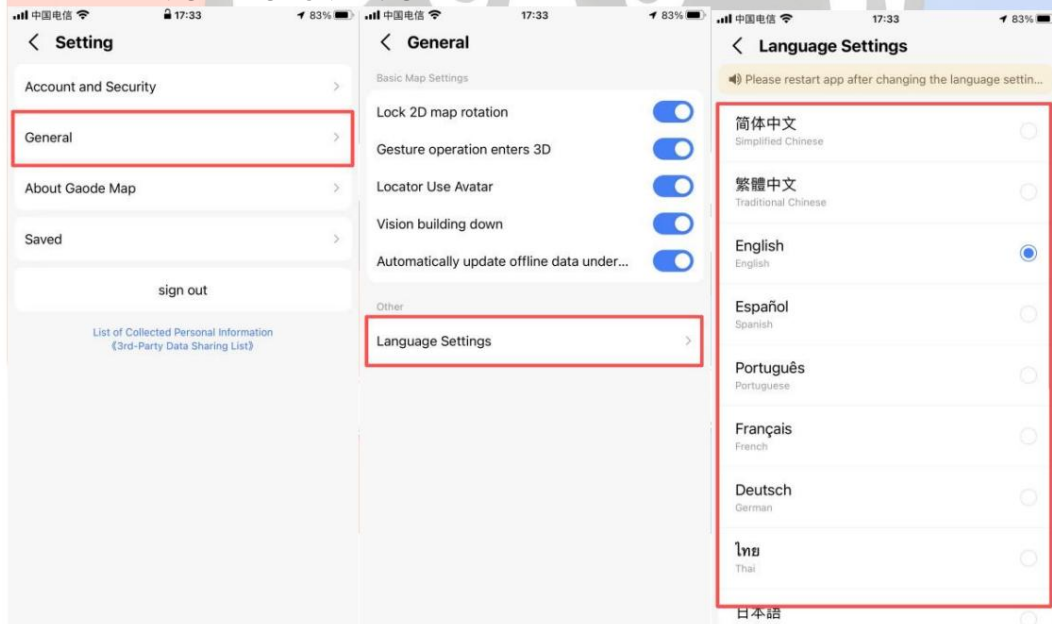 中国电信
17:33
83%
Setting
Account and Security
General
About Gaode Map
Saved
sign out
List of Collected Personal Information
《3rd-Party Data Sharing List》
中国电信
17:33
83%
General
Basic Map Settings
Lock 2D map rotation
Gesture operation enters 3D
Locator Use Avatar
Vision building down
Automatically update offline data under...
Other
Language Settings
中国电信
17:33
83%
Language Settings
Please restart app after changing the language settin...
简体中文
Simplified Chinese
繁體中文
Traditional Chinese
English
English
Español
Spanish
Português
Portuguese
Français
French
Deutsch
German
ไทย
Thai
日本語